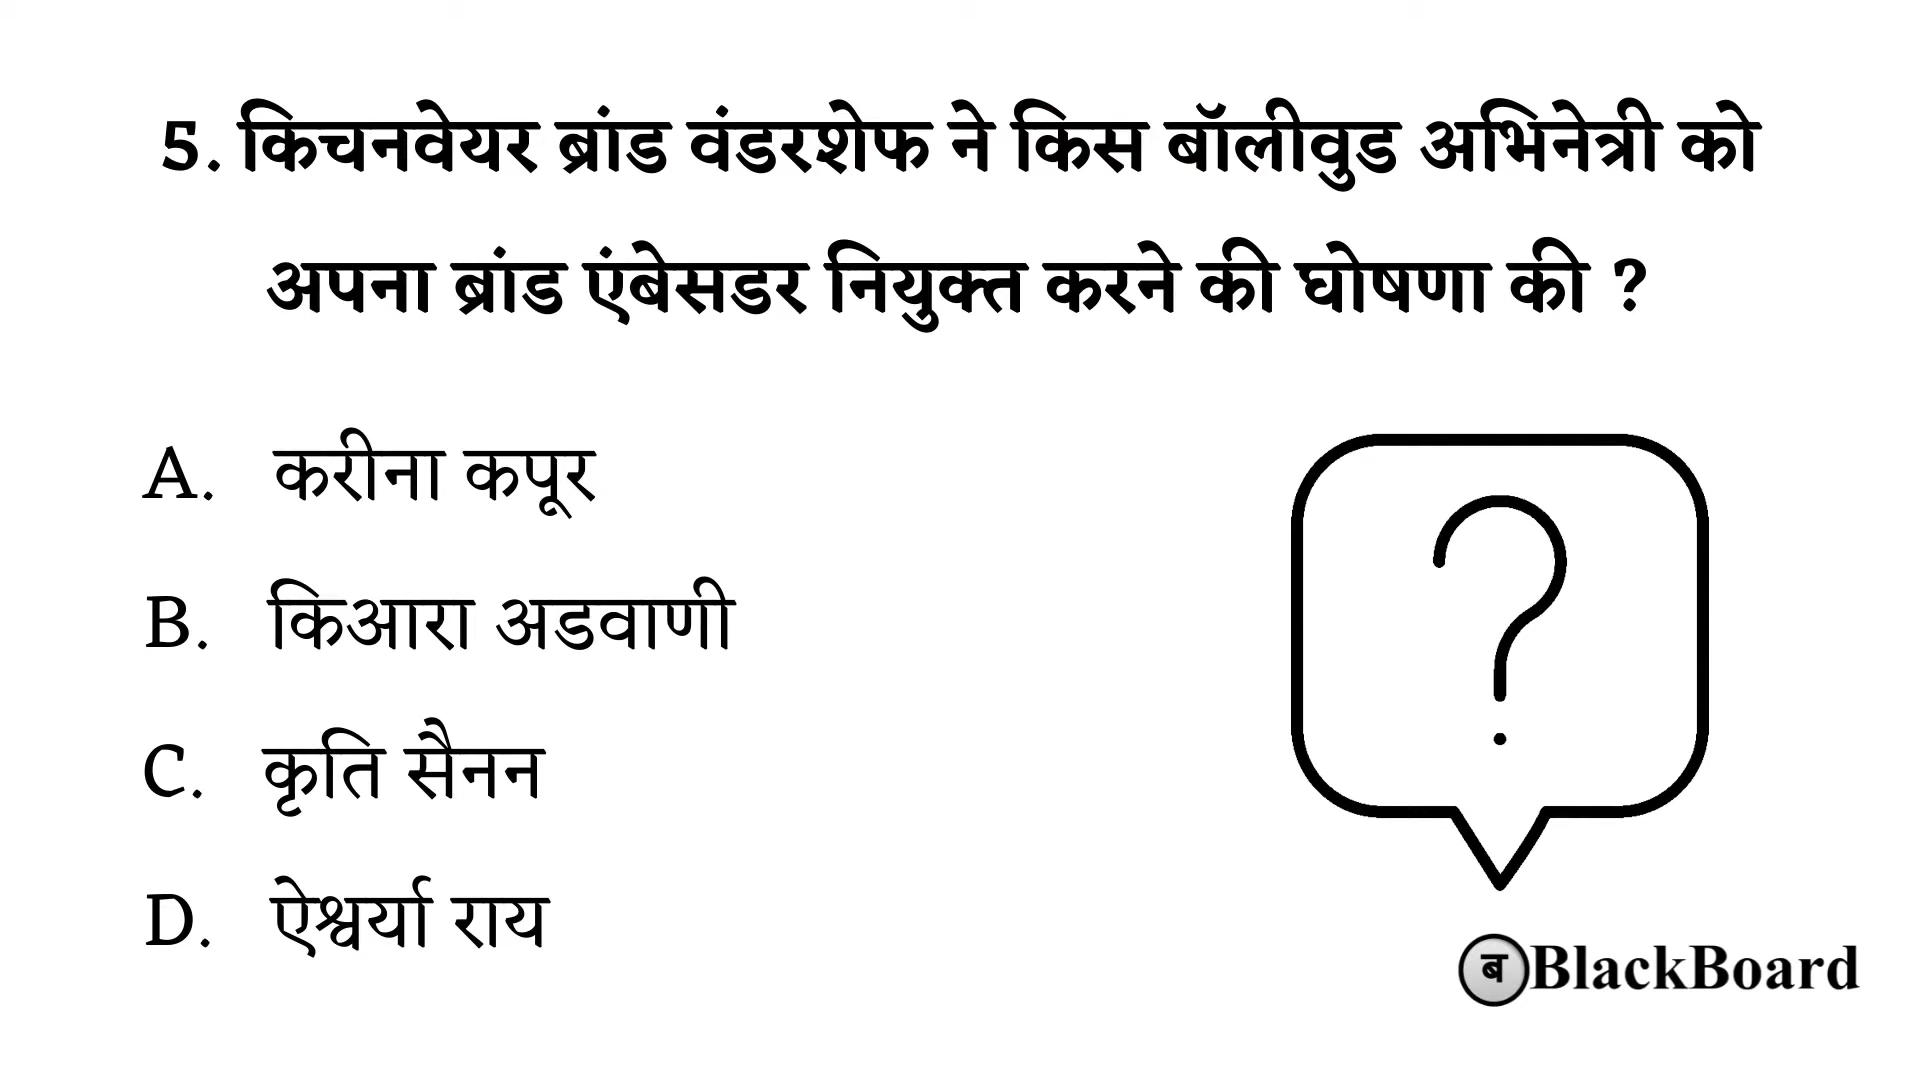 5. किचनवेयर ब्रांड वंडरशेफ ने किस बॉलीवुड अभिनेत्री को
अपना ब्रांड एंबेसडर नियुक्त करने की घोषणा की ?
A. करीना कपूर
B. किआरा अडवाणी
C. कृति सैनन
D. ऐश्वर्या राय
?
ब BlackBoard